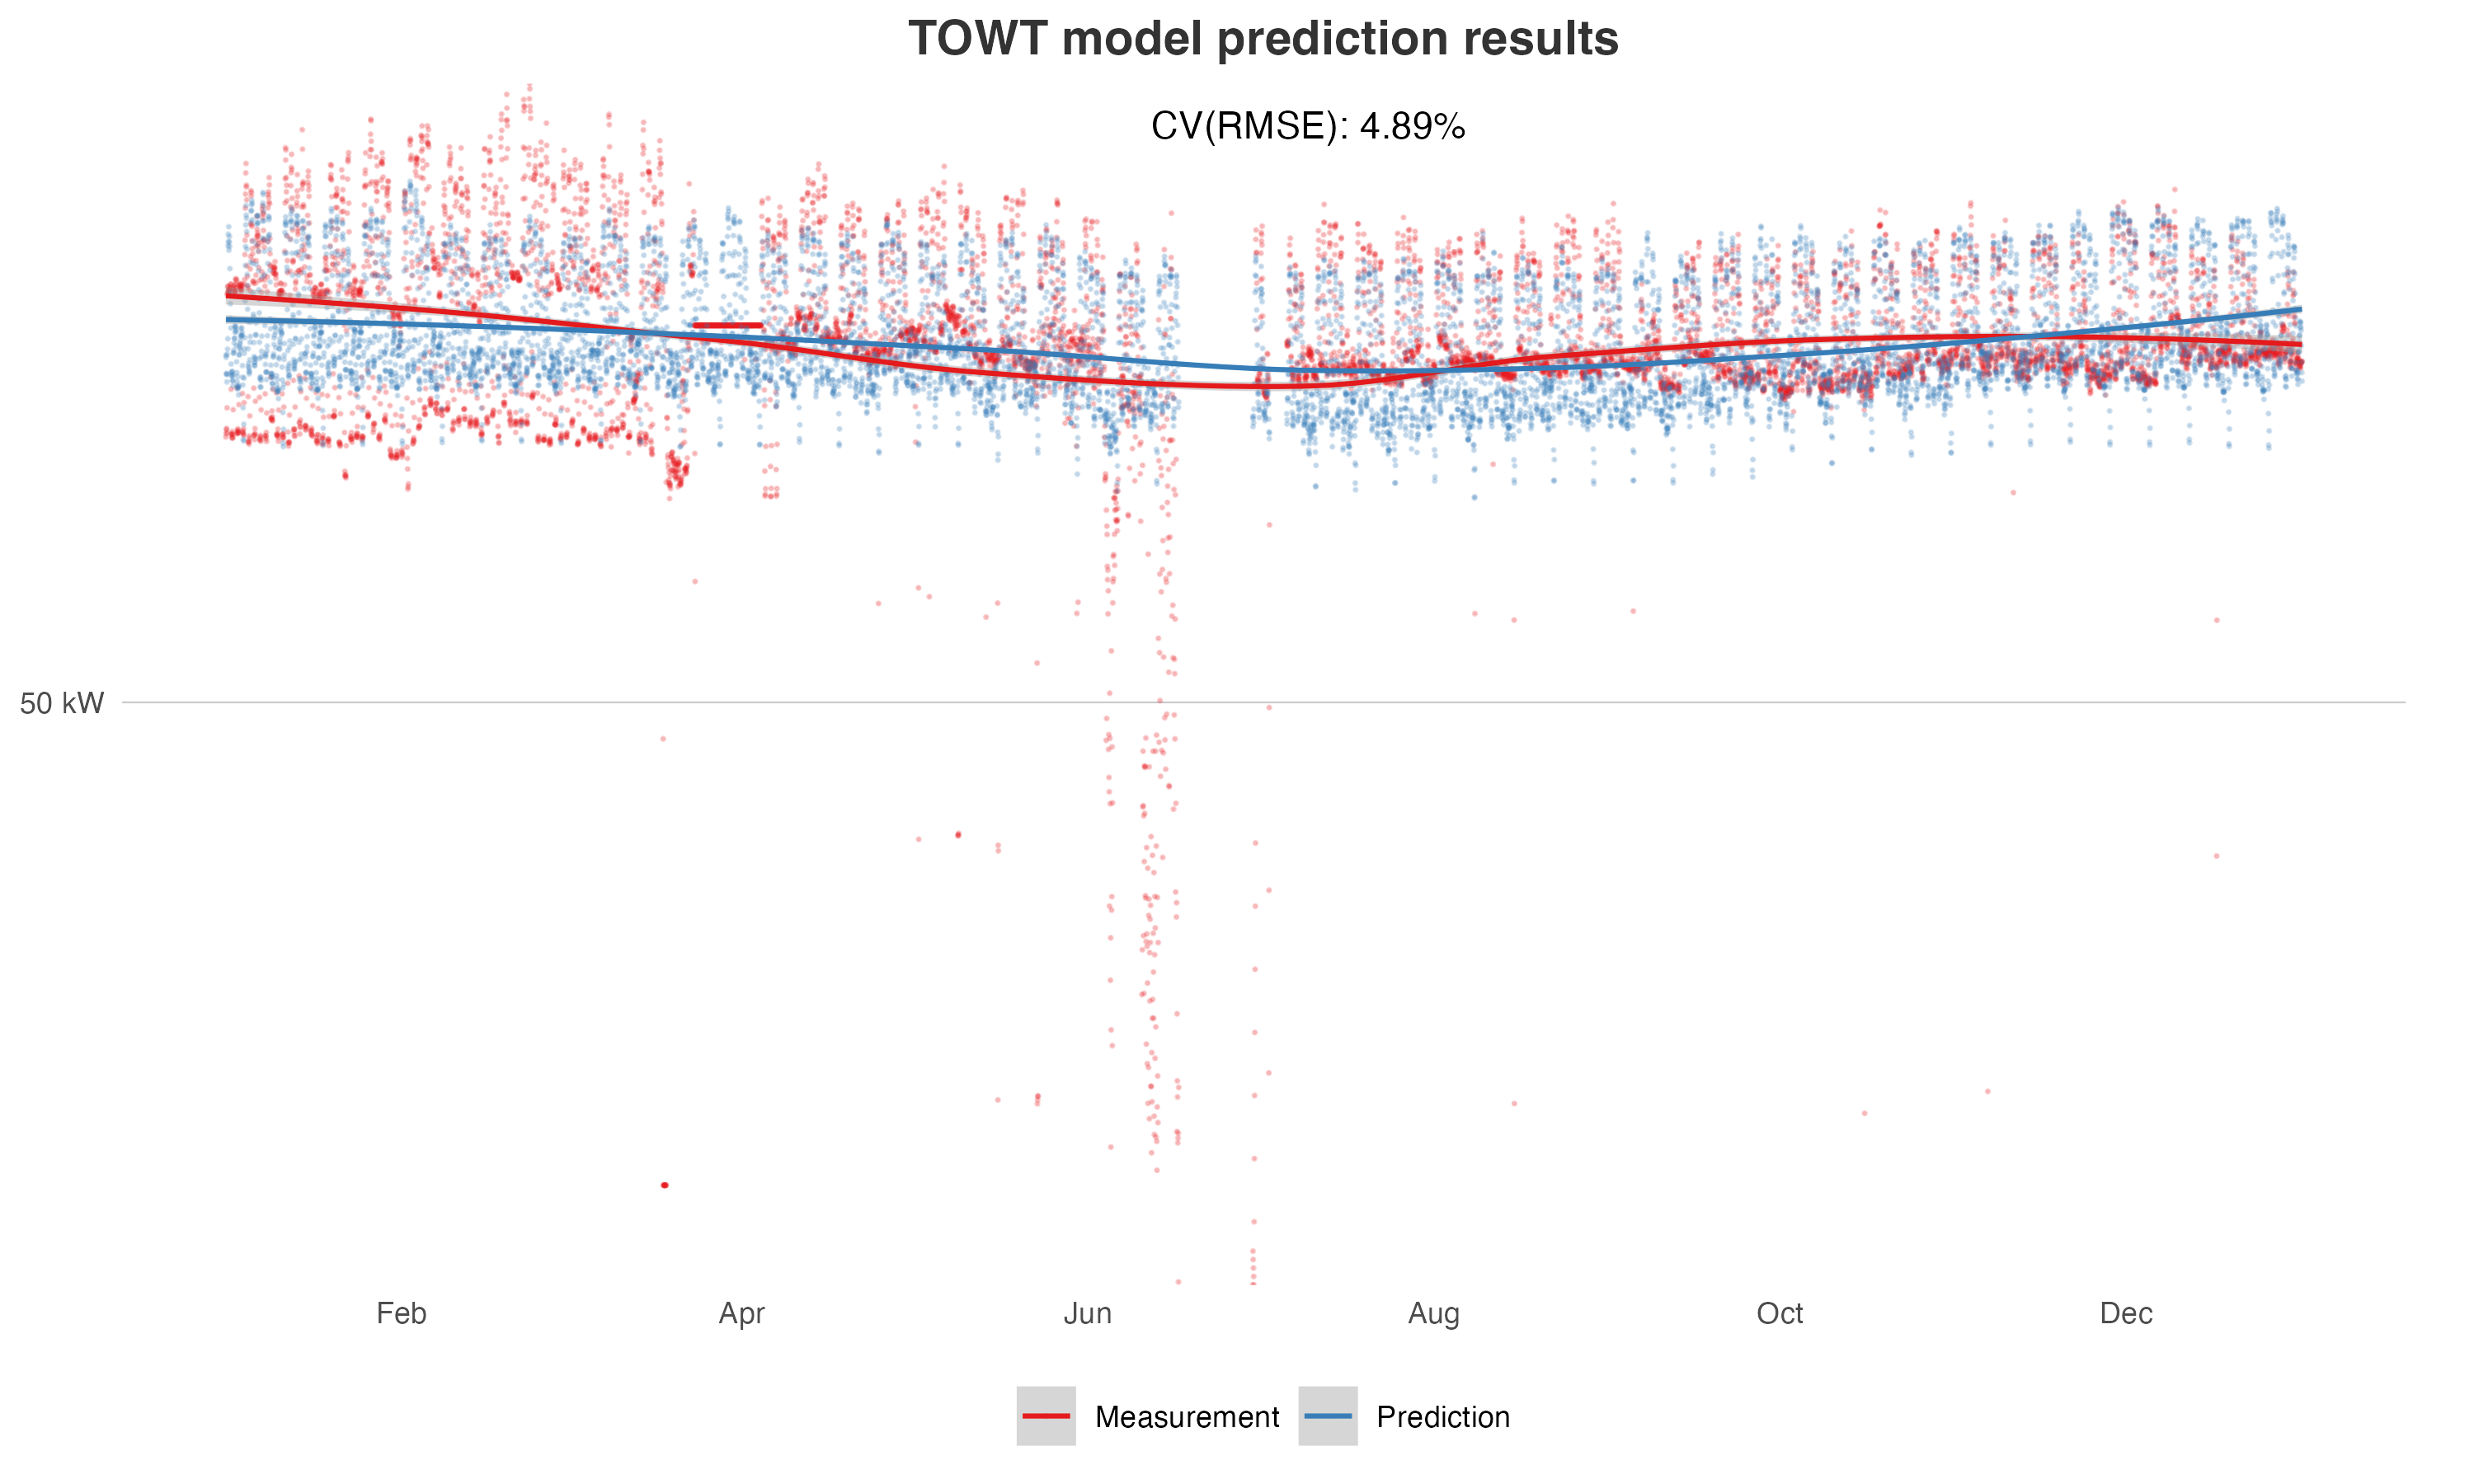 TOWT model prediction results
CV(RMSE): 4.89%
50 kW
Feb Apr Jun Aug Oct Dec
Measurement Prediction